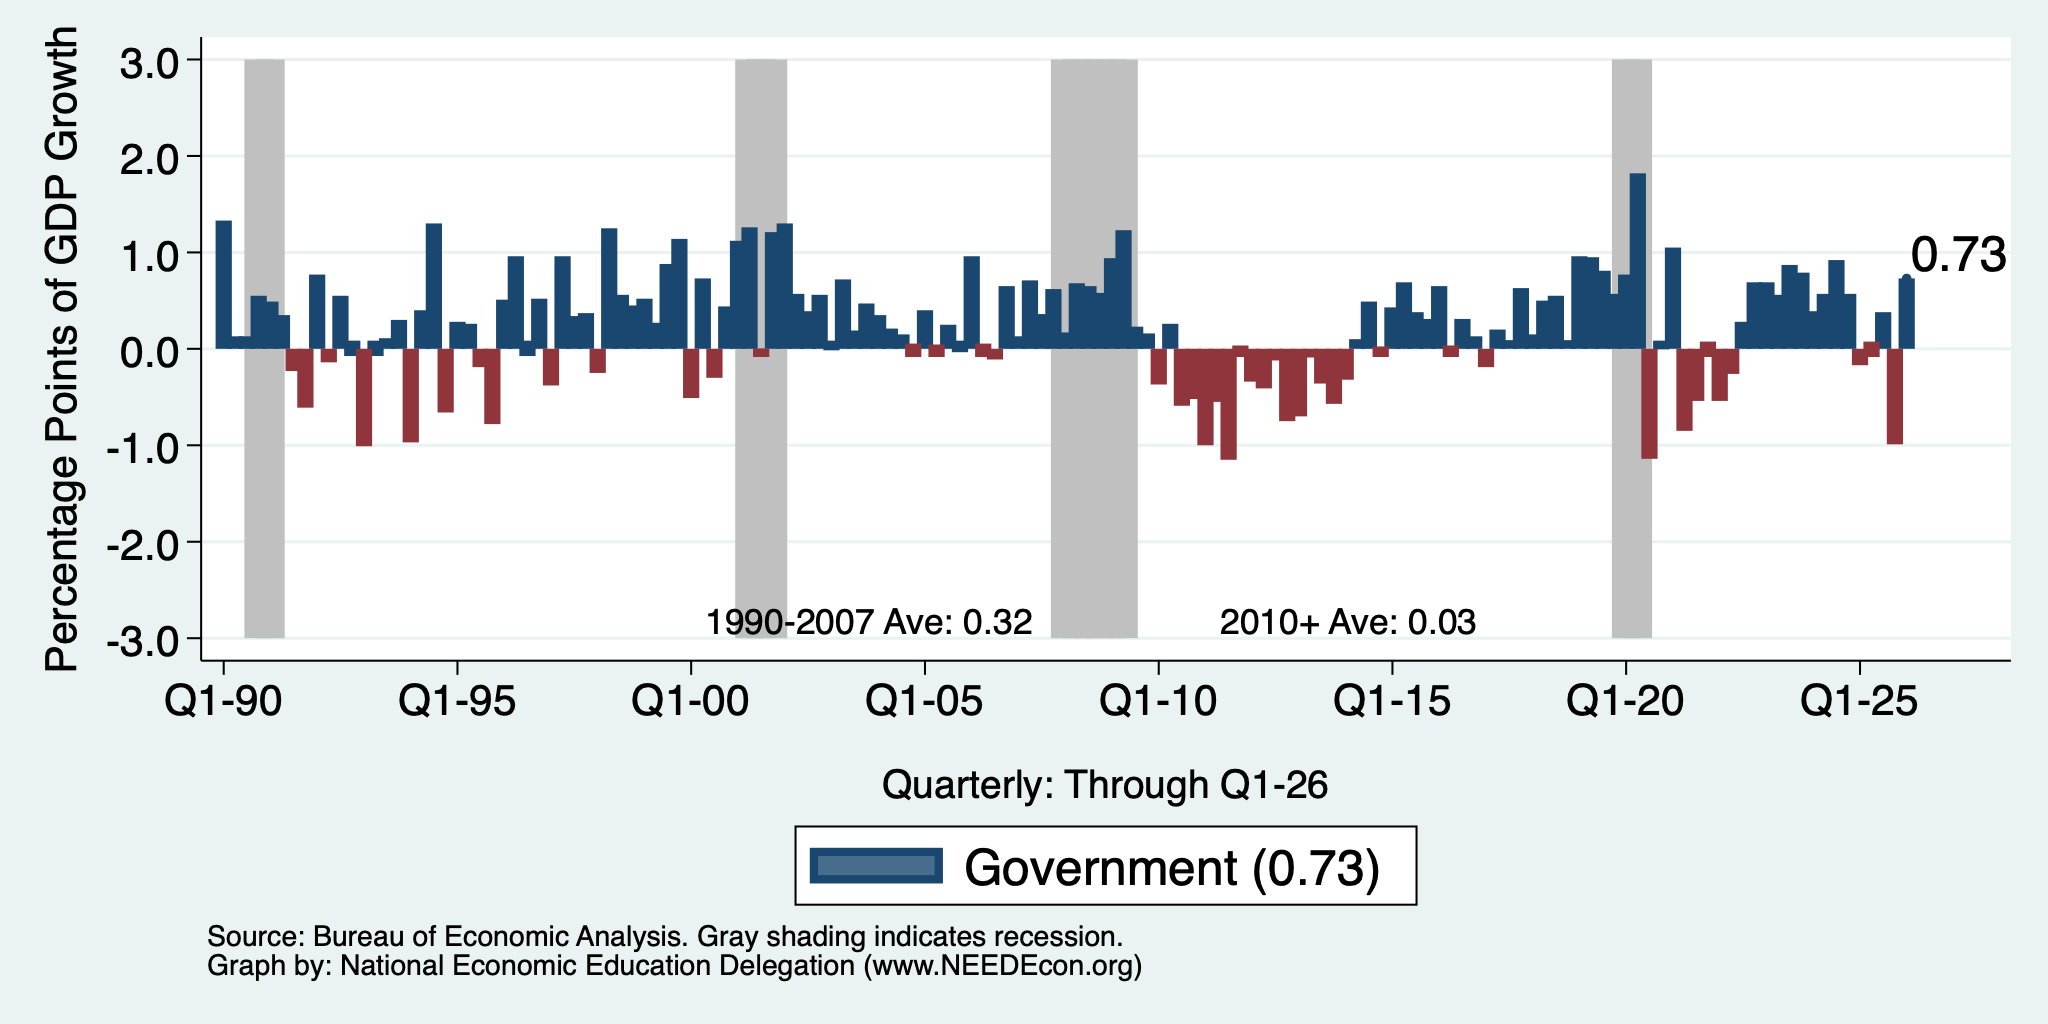 Percentage Points of GDP Growth
3.0
2.0
1.0
0.0
-1.0
-2.0
-3.0
0.73
1990-2007 Ave: 0.32
2010+ Ave: 0.03
Q1-90
Q1-95
Q1-00
Q1-05
Q1-10
Q1-15
Q1-20
Q1-25
Quarterly: Through Q1-26
Government (0.73)
Source: Bureau of Economic Analysis. Gray shading indicates recession.
Graph by: National Economic Education Delegation (www.NEEDEcon.org)